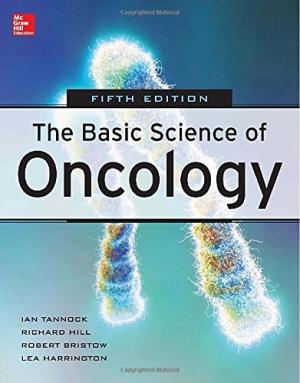 Mc
Graw
Hill
Education
FIFTH EDITION
The Basic Science of
Oncology
IAN TANNOCK
RICHARD HILL
ROBERT BRISTOW
LEA HARRINGTON